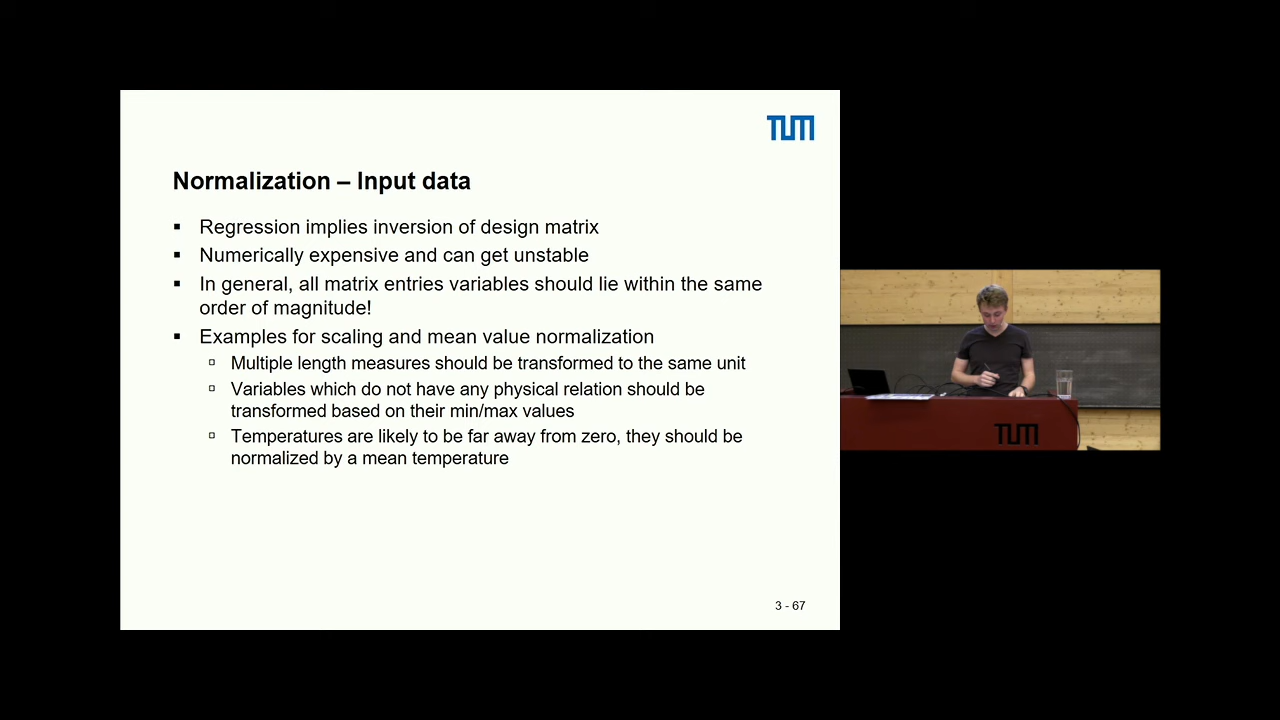 TUM
Normalization – Input data
▪ Regression implies inversion of design matrix
▪ Numerically expensive and can get unstable
▪ In general, all matrix entries variables should lie within the same
order of magnitude!
▪ Examples for scaling and mean value normalization
▫ Multiple length measures should be transformed to the same unit
▫ Variables which do not have any physical relation should be
transformed based on their min/max values
▫ Temperatures are likely to be far away from zero, they should be
normalized by a mean temperature
3 - 67
TUM